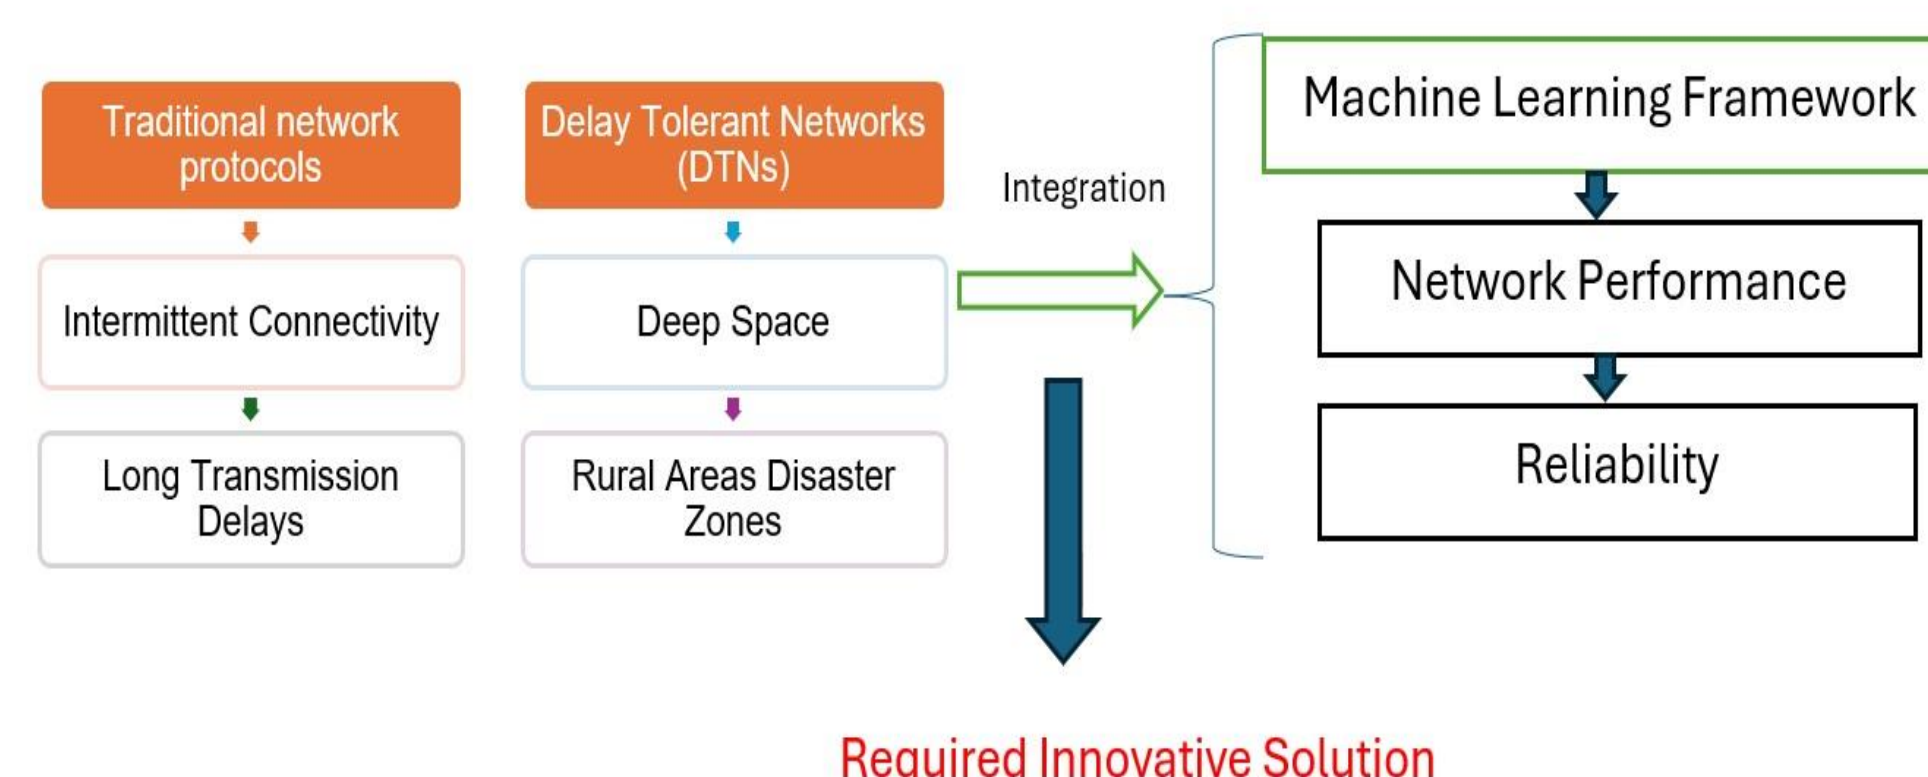 Traditional network
protocols
Intermittent Connectivity
Long Transmission
Delays
Delay Tolerant Networks
(DTNs)
Deep Space
Rural Areas Disaster
Zones
Integration
Machine Learning Framework
Network Performance
Reliability
Required Innovative Solution